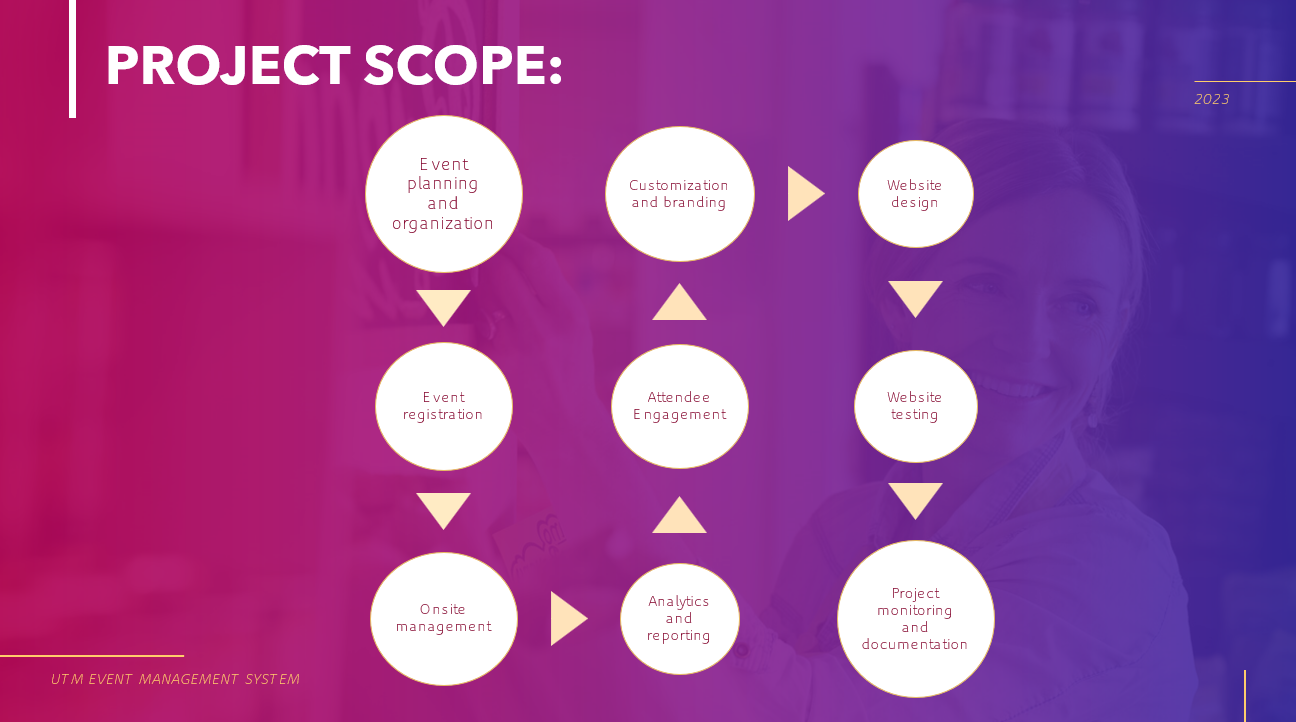 PROJECT SCOPE:
2023
Event
planning
and
organization
Event
registration
Onsite
management
Analytics
and
reporting
Attendee
Engagement
Customization
and branding
Website
design
Website
testing
Project
monitoring
and
documentation
UTM EVENT MANAGEMENT SYSTEM